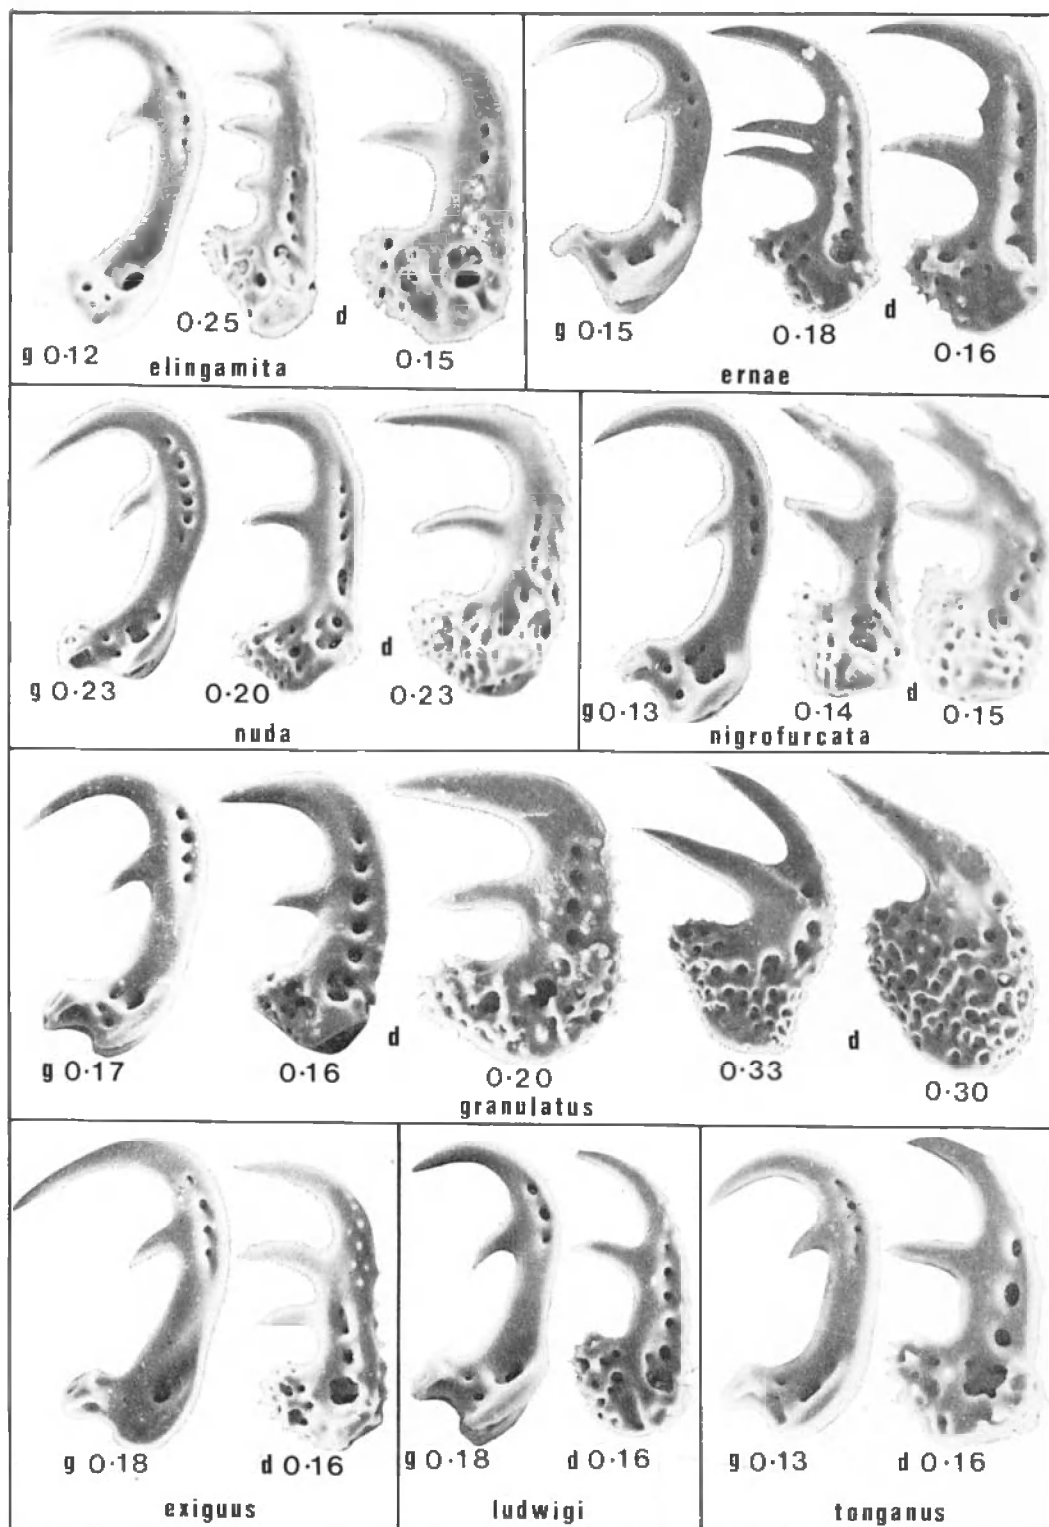 0·25 d
g 0·12 0·15
elingamita
d
g 0·15 0·18 0·16
ernae
d
g 0·23 0·20 0·23
nuda
d
g 0·13 0·14 0·15
nigrofurcata
d d
g 0·17 0·16 0·20 0·33 0·30
granulatus
g 0·18 d 0·16
exiguus
g 0·18 d 0·16
ludwigi
g 0·13 d 0·16
tonganus